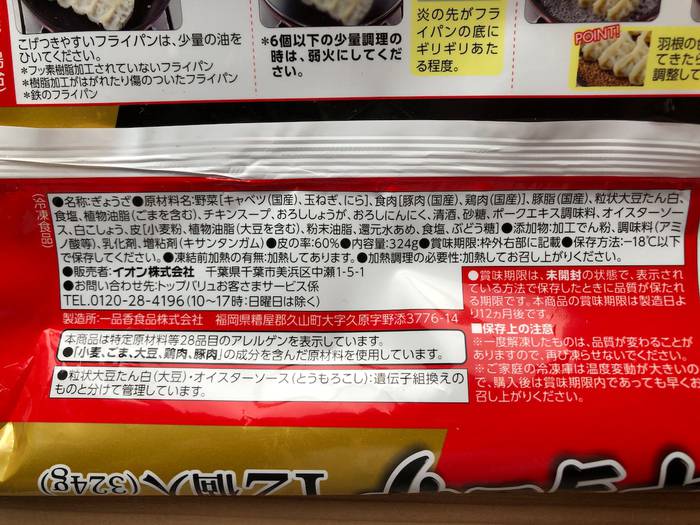 こげつきやすいフライパンは、少量の油を
ひいてください。
*フッ素樹脂加工されていないフライパン
*樹脂加工がはがれたり傷のついたフライパン
*鉄のフライパン
*6個以下の少量調理の
時は、弱火にしてくだ
さい。
炎の先がフラ
イパンの底に
ギリギリあた
る程度。
POINT!
羽根の
てきたら
調整して
(冷凍食品)
●名称:ぎょうざ●原材料名:野菜[キャベツ(国産)、玉ねぎ、にら]、食肉[豚肉(国産)、鶏肉(国産)]、豚脂(国産)、粒状大豆たん白、
食塩、植物油脂(ごまを含む)、チキンスープ、おろししょうが、おろしにんにく、清酒、砂糖、ポークエキス調味料、オイスターソー
ス、白こしょう、皮[小麦粉、植物油脂(大豆を含む)、粉末油脂、還元水あめ、食塩、ぶどう糖]●添加物:加工でん粉、調味料(アミ
ノ酸等)、乳化剤、増粘剤(キサンタンガム)●皮の率:60%●内容量:324g●賞味期限:枠外右部に記載●保存方法:-18℃以下
で保存してください。●凍結前加熱の有無:加熱してあります。●加熱調理の必要性:加熱してお召し上がりください。
●販売者:イオン株式会社 千葉県千葉市美浜区中瀬1-5-1
●お問い合わせ先:トップバリュお客さまサービス係
TEL.0120-28-4196(10~17時:日曜日は除く)
製造所:一品香食品株式会社 福岡県糟屋郡久山町大字久原字野添3776-14
本商品は特定原材料等28品目のアレルゲンを表示しています。
●「小麦、ごま、大豆、鶏肉、豚肉」の成分を含んだ原材料を使用しています。
●粒状大豆たん白(大豆)・オイスターソース(とうもろこし):遺伝子組換えの
ものと分けて管理しています。
●賞味期限は、未開封の状態で、表示され
ている方法で保存したときに品質が保たれ
る期限です。本商品の賞味期限は製造日よ
り12ヵ月後です。
■保存上の注意
※一度解凍したものは、品質が変わることが
ありますので、再び凍らせないでください。
※ご家庭の冷凍庫は温度変動が大きいの
で、購入後は賞味期限内であっても早くお
召し上がりください。
12個入(324g)